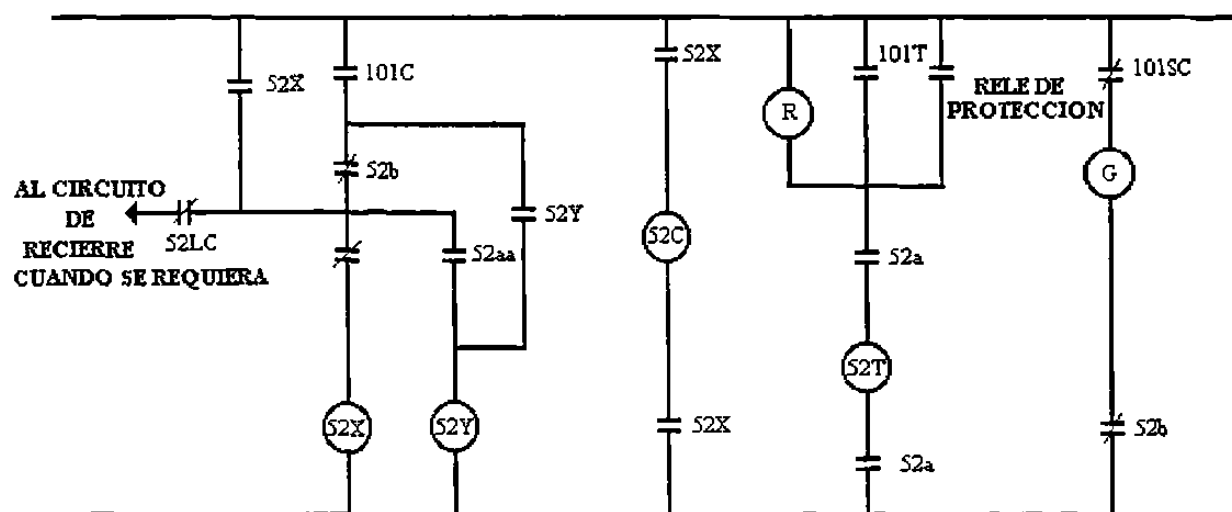 52X
101C
52X
101T
RELE DE
PROTECCION
101SC
R
G
52b
AL CIRCUITO
DE
RECIERRE
CUANDO SE REQUIERA
52LC
52Y
52aa
52C
52a
52T
52X
52Y
52X
52a
52b